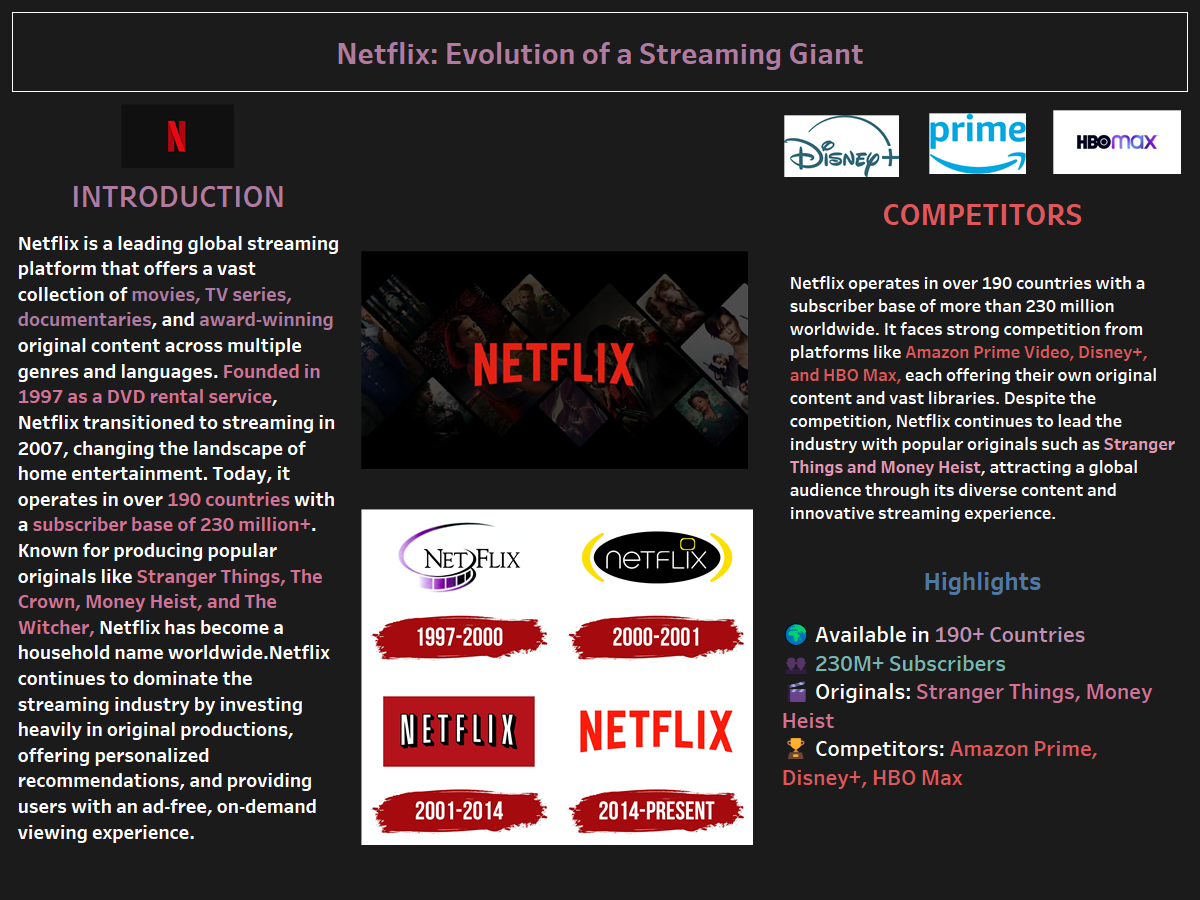 Netflix: Evolution of a Streaming Giant
N
INTRODUCTION
Netflix is a leading global streaming
platform that offers a vast
collection of movies, TV series,
documentaries, and award-winning
original content across multiple
genres and languages. Founded in
1997 as a DVD rental service,
Netflix transitioned to streaming in
2007, changing the landscape of
home entertainment. Today, it
operates in over 190 countries with
a subscriber base of 230 million+.
Known for producing popular
originals like Stranger Things, The
Crown, Money Heist, and The
Witcher, Netflix has become a
household name worldwide.Netflix
continues to dominate the
streaming industry by investing
heavily in original productions,
offering personalized
recommendations, and providing
users with an ad-free, on-demand
viewing experience.
NETFLIX
NETFLIX
netflix
1997-2000
2000-2001
NETFLIX
NETFLIX
2001-2014
2014-PRESENT
Disney+
prime
HBOmax
COMPETITORS
Netflix operates in over 190 countries with a
subscriber base of more than 230 million
worldwide. It faces strong competition from
platforms like Amazon Prime Video, Disney+,
and HBO Max, each offering their own original
content and vast libraries. Despite the
competition, Netflix continues to lead the
industry with popular originals such as Stranger
Things and Money Heist, attracting a global
audience through its diverse content and
innovative streaming experience.
Highlights
🌍 Available in 190+ Countries
👥 230M+ Subscribers
🎬 Originals: Stranger Things, Money
Heist
🏆 Competitors: Amazon Prime,
Disney+, HBO Max